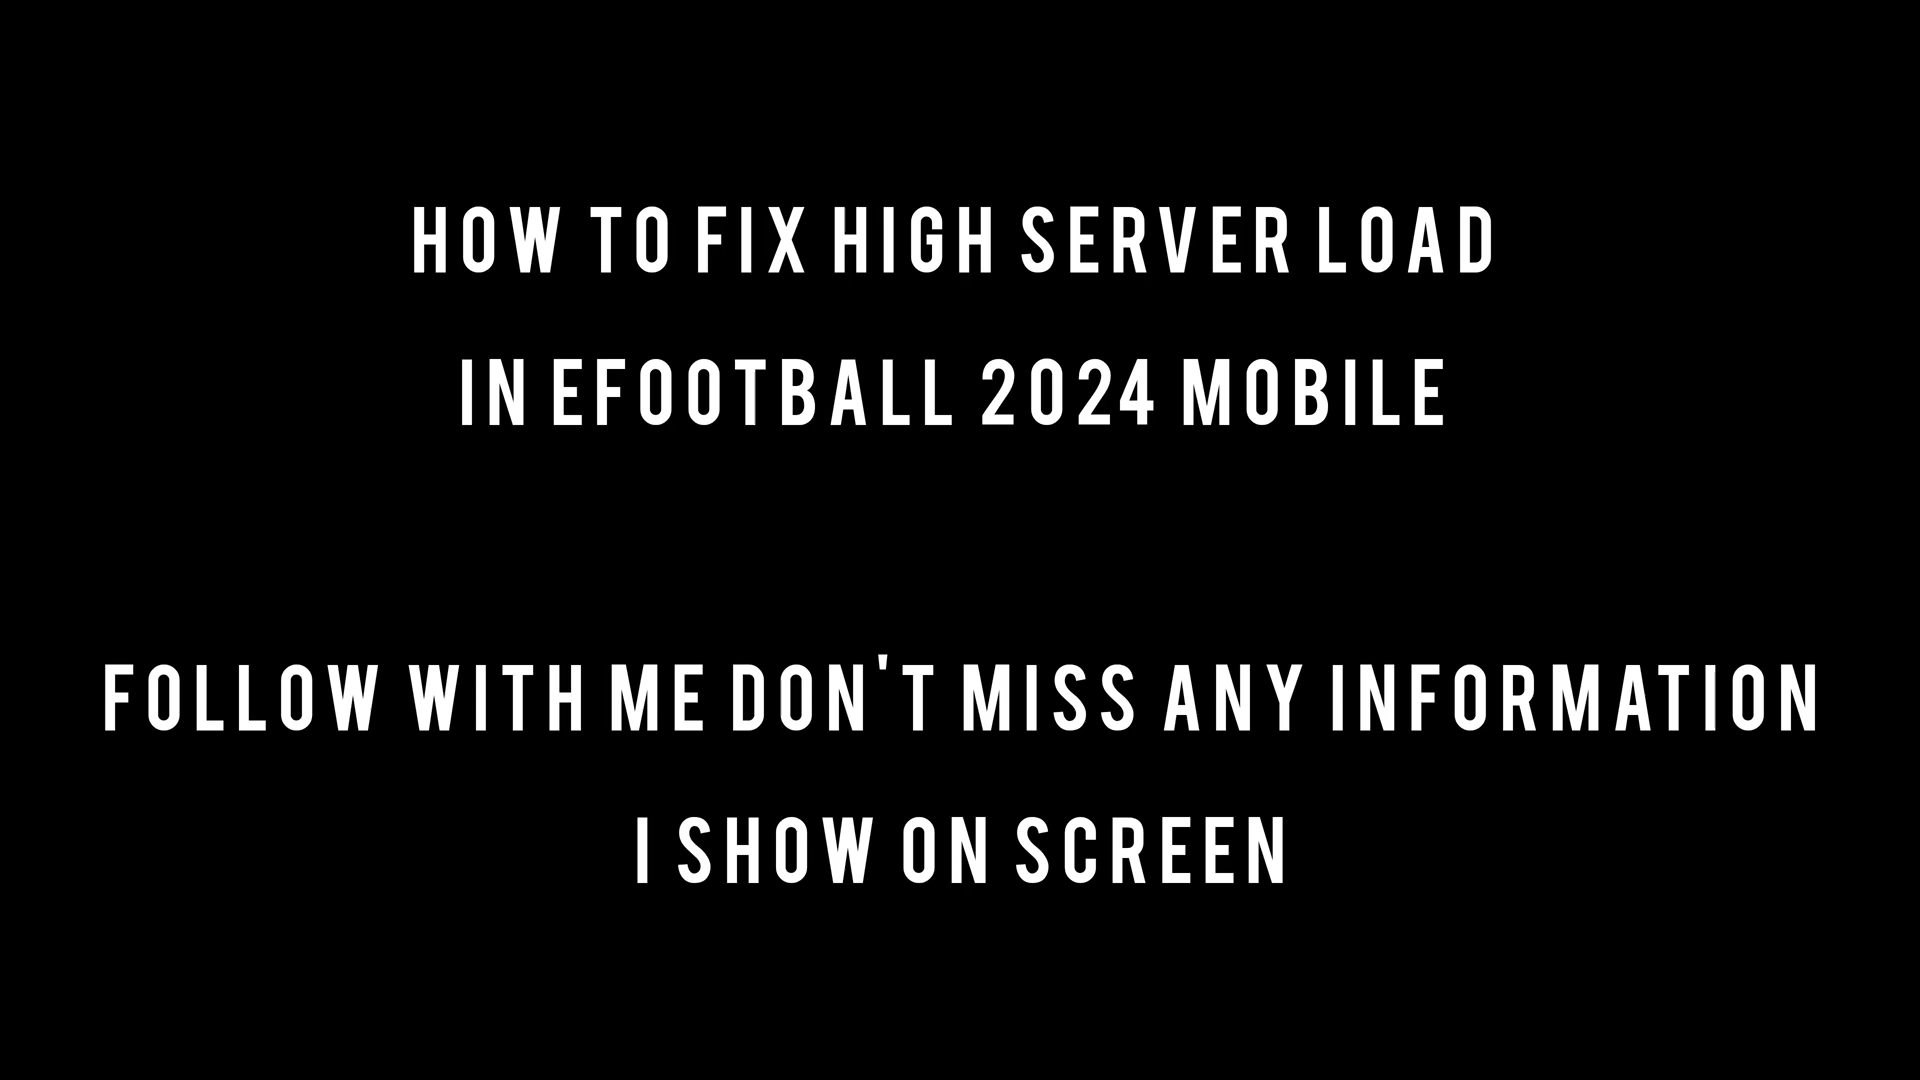 HOW TO FIX HIGH SERVER LOAD
IN EFOOTBALL 2024 MOBILE
FOLLOW WITH ME DON'T MISS ANY INFORMATION
I SHOW ON SCREEN